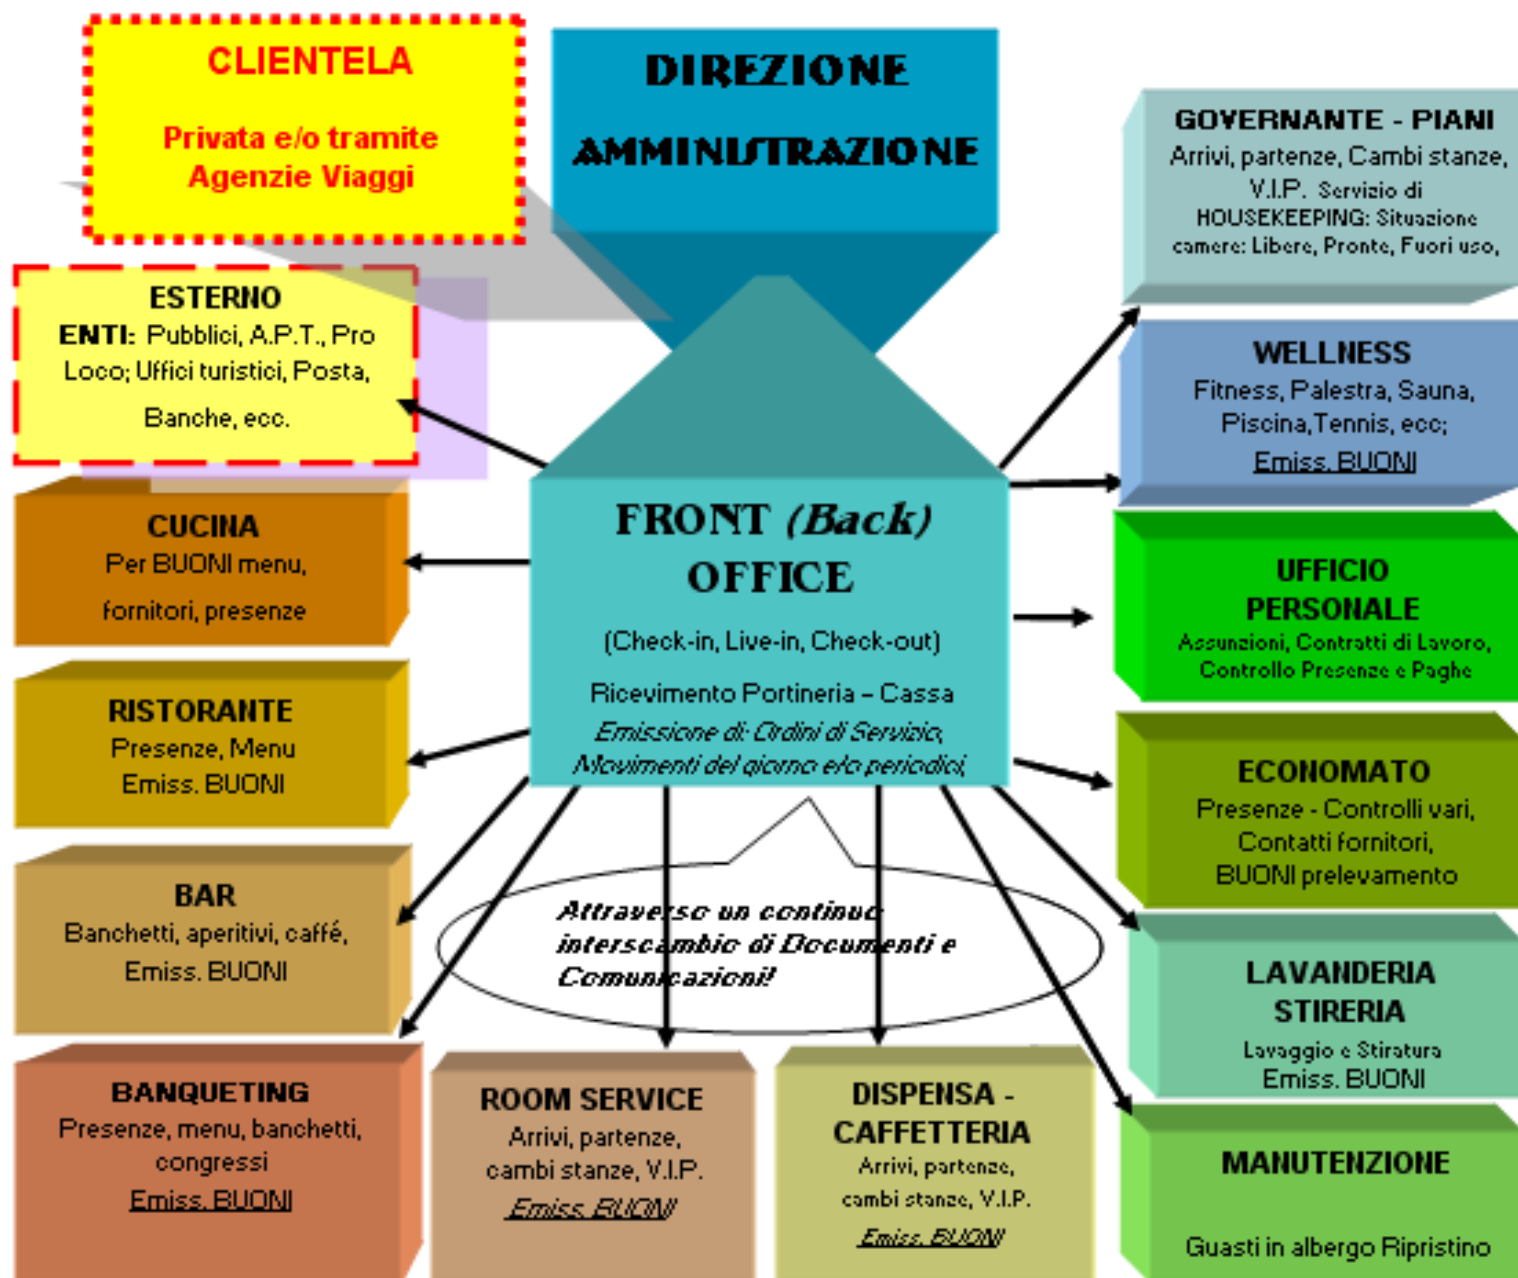 CLIENTELA
Privata e/o tramite
Agenzie Viaggi
DIREZIONE
AMMINISTRAZIONE
GOVERNANTE - PIANI
Arrivi, partenze, Cambi stanze,
V.I.P. Servizio di
HOUSEKEEPING: Situazione
camere: Libere, Pronte, Fuori uso,
ESTERNO
ENTI: Pubblici, A.P.T., Pro
Loco; Uffici turistici, Posta,
Banche, ecc.
WELLNESS
Fitness, Palestra, Sauna,
Piscina,Tennis, ecc;
Emiss. BUONI
CUCINA
Per BUONI menu,
fornitori, presenze
FRONT (Back)
OFFICE
(Check-in, Live-in, Check-out)
Ricevimento Portineria – Cassa
Emissione di: Ordini di Servizio,
Movimenti del giorno e/o periodici,
UFFICIO
PERSONALE
Assunzioni, Contratti di Lavoro,
Controllo Presenze e Paghe
RISTORANTE
Presenze, Menu
Emiss. BUONI
ECONOMATO
Presenze - Controlli vari,
Contatti fornitori,
BUONI prelevamento
BAR
Banchetti, aperitivi, caffé,
Emiss. BUONI
Attraverso un continuo
interscambio di Documenti e
Comunicazioni!
LAVANDERIA
STIRERIA
Lavaggio e Stiratura
Emiss. BUONI
BANQUETING
Presenze, menu, banchetti,
congressi
Emiss. BUONI
ROOM SERVICE
Arrivi, partenze,
cambi stanze, V.I.P.
Emiss. BUONI
DISPENSA -
CAFFETTERIA
Arrivi, partenze,
cambi stanze, V.I.P.
Emiss. BUONI
MANUTENZIONE
Guasti in albergo Ripristino